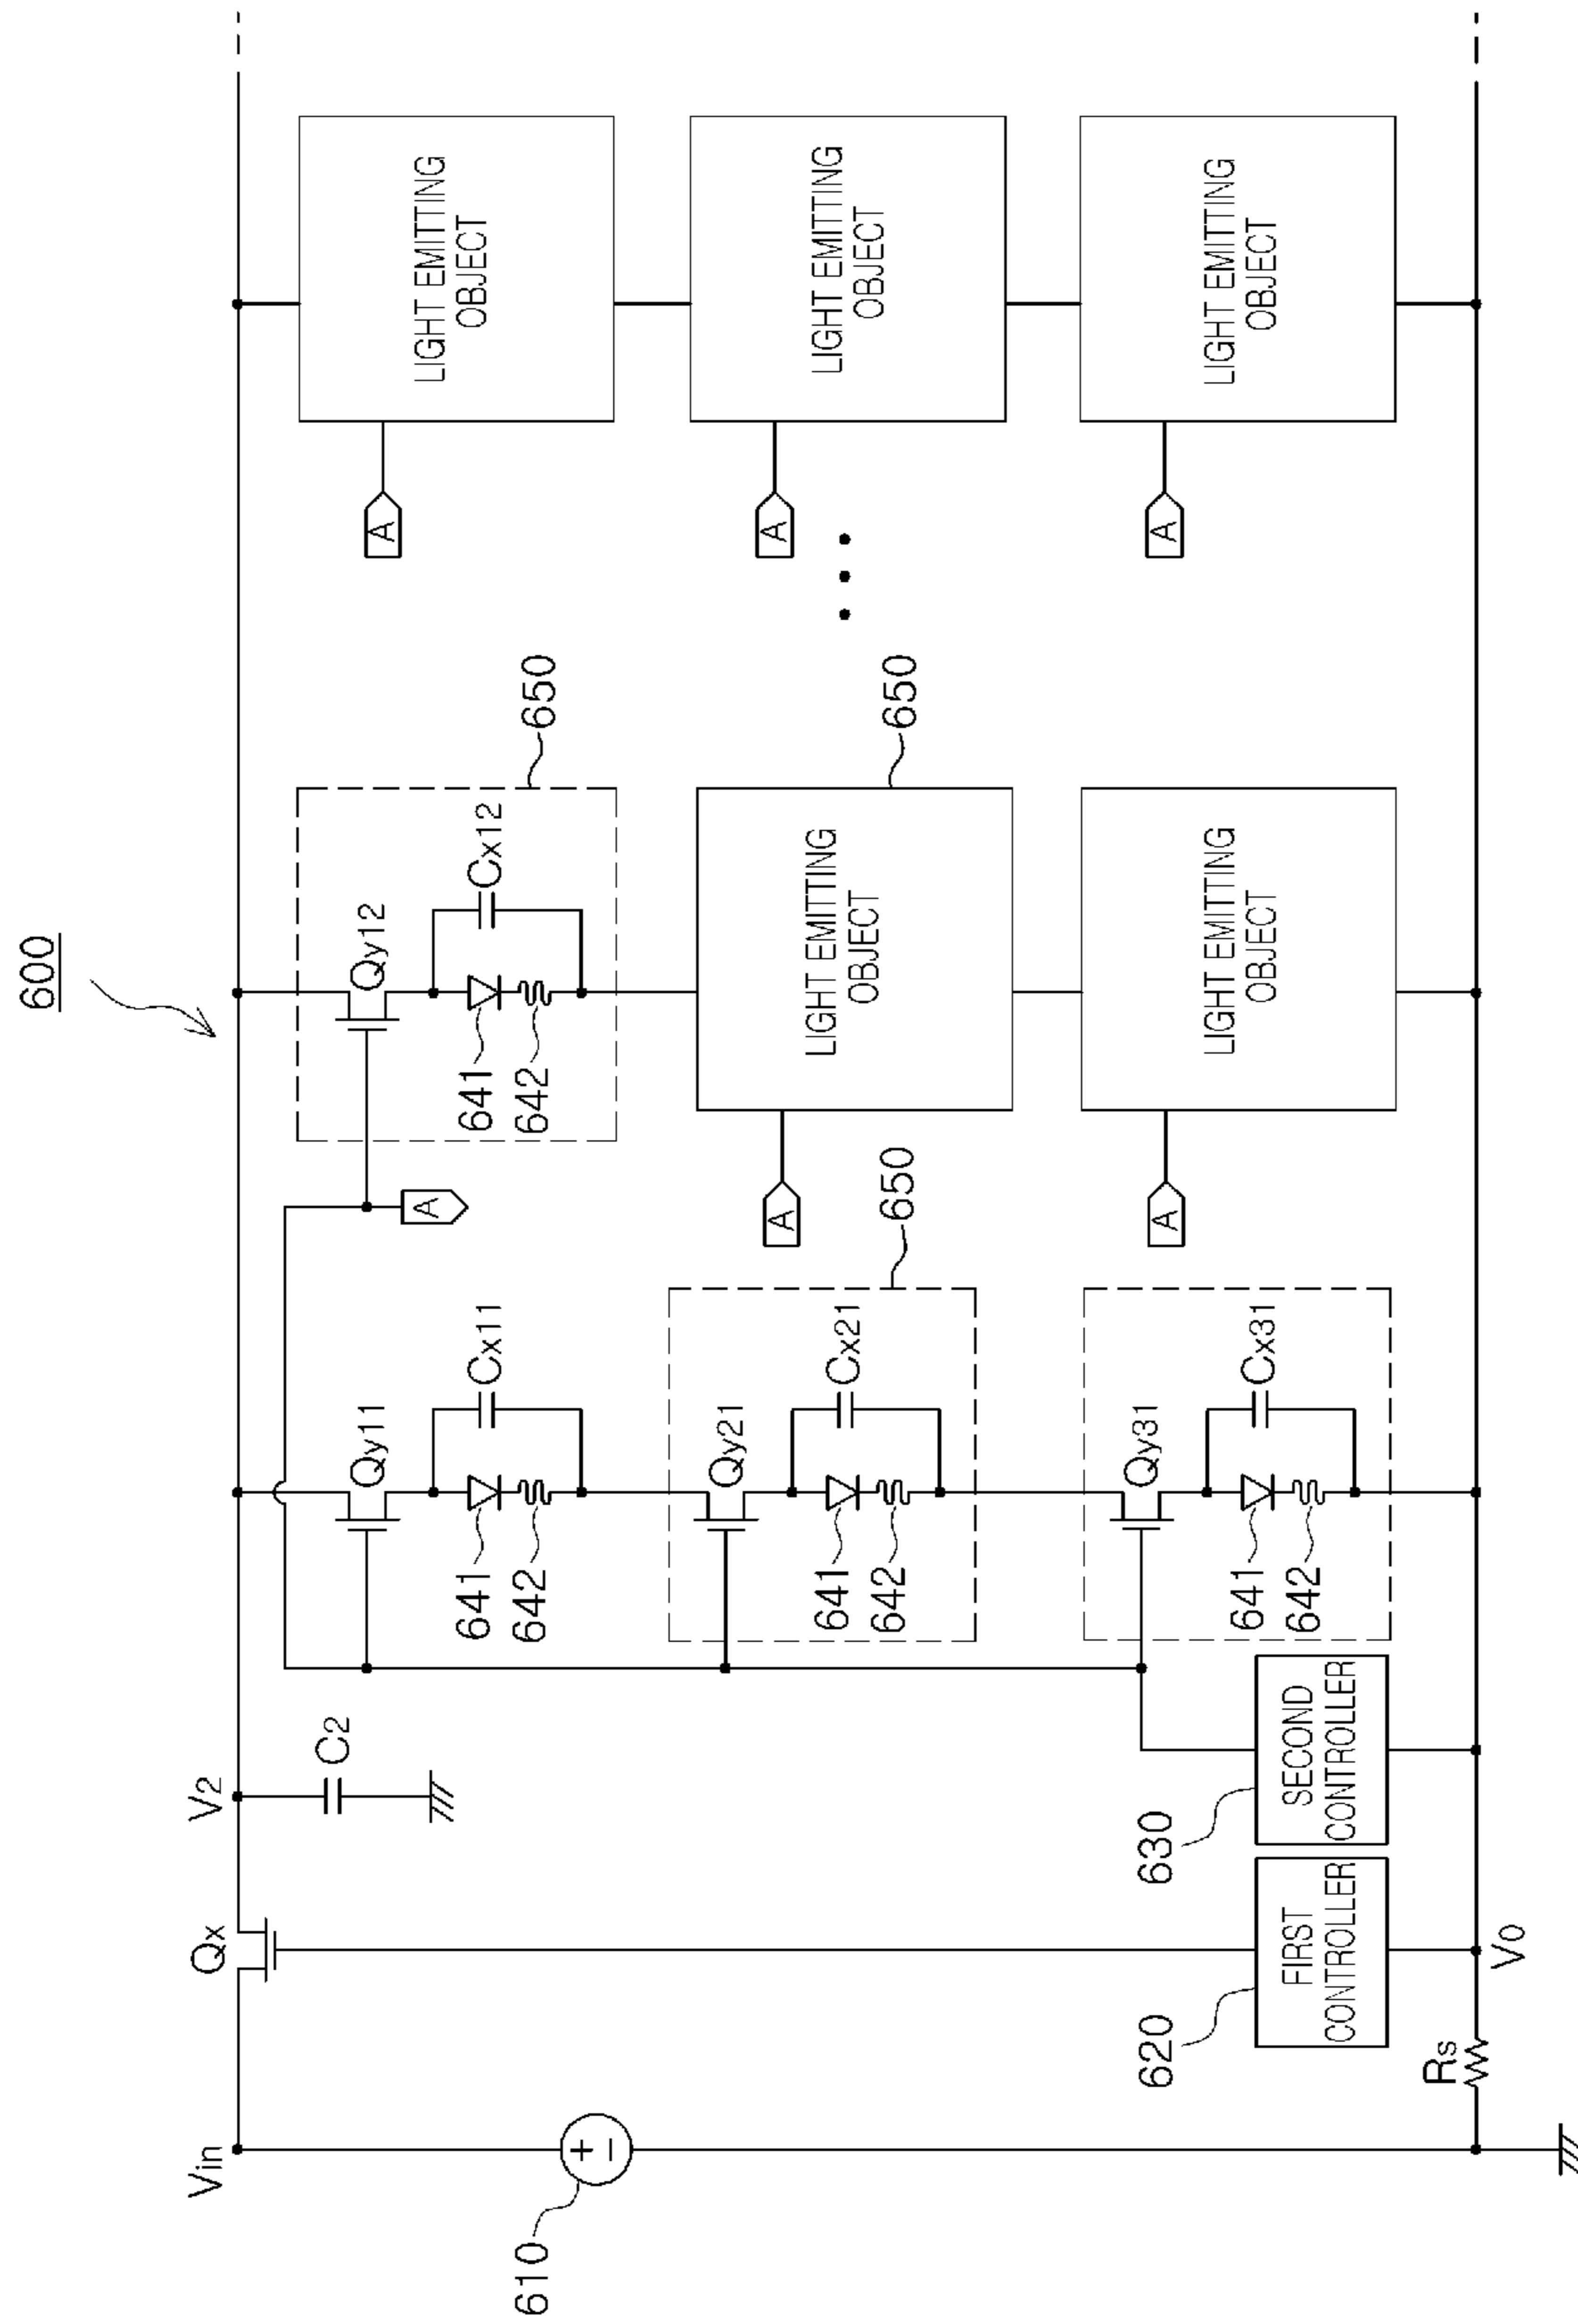 600
Vin
Qx
V2
C2
Qy11
Cx11
641
642
Qy12
Cx12
641
642
650
A
A
LIGHT EMITTING
OBJECT
Qy21
Cx21
641
642
650
A
LIGHT EMITTING
OBJECT
650
A
LIGHT EMITTING
OBJECT
610
Qy31
Cx31
641
642
A
LIGHT EMITTING
OBJECT
A
LIGHT EMITTING
OBJECT
620
FIRST
CONTROLLER
630
SECOND
CONTROLLER
Rs
Vo